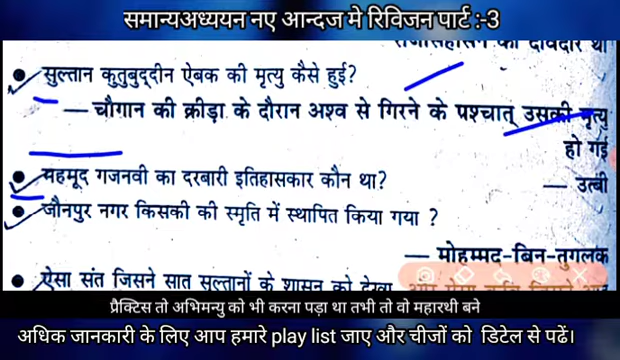 समान्यअध्ययन नए आन्दज मे रिविजन पार्ट :-3
राजसिंहासन का दावेदार था
सुल्तान कुतुबुद्दीन ऐबक की मृत्यु कैसे हुई?
— चौगान की क्रीड़ा के दौरान अश्व से गिरने के पश्चात् उसकी मृत्यु
हो गई
महमूद गजनवी का दरबारी इतिहासकार कौन था?
— उत्बी
जौनपुर नगर किसकी की स्मृति में स्थापित किया गया ?
— मोहम्मद-बिन-तुगलक
ऐसा संत जिसने सात सुल्तानों के शासन को देखा
प्रैक्टिस तो अभिमन्यु को भी करना पड़ा था तभी तो वो महारथी बने
अधिक जानकारी के लिए आप हमारे play list जाए और चीजों को डिटेल से पढें।